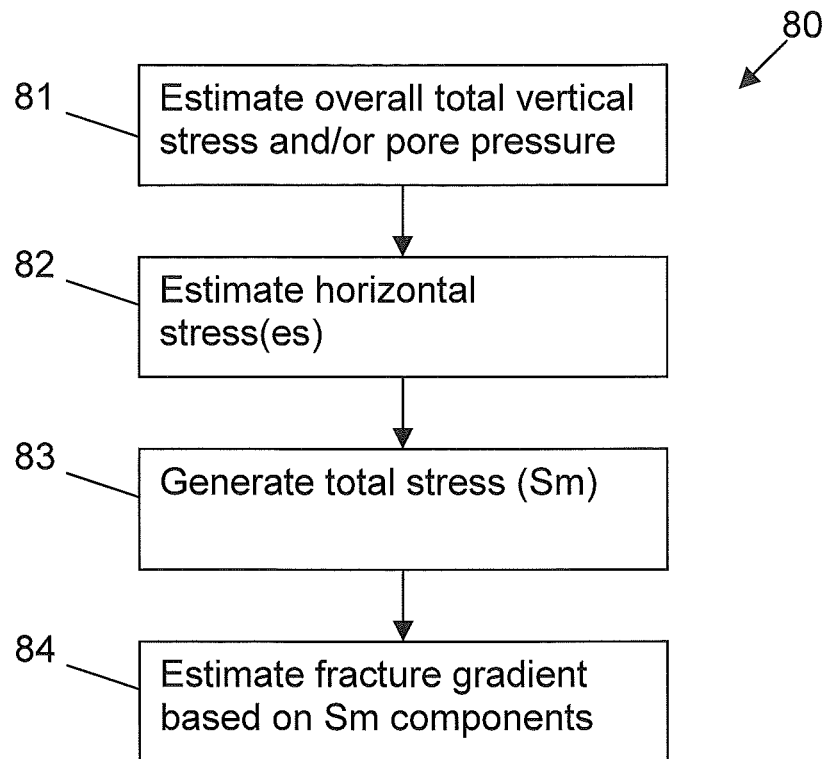 80
81
Estimate overall total vertical
stress and/or pore pressure
82
Estimate horizontal
stress(es)
83
Generate total stress (Sm)
84
Estimate fracture gradient
based on Sm components